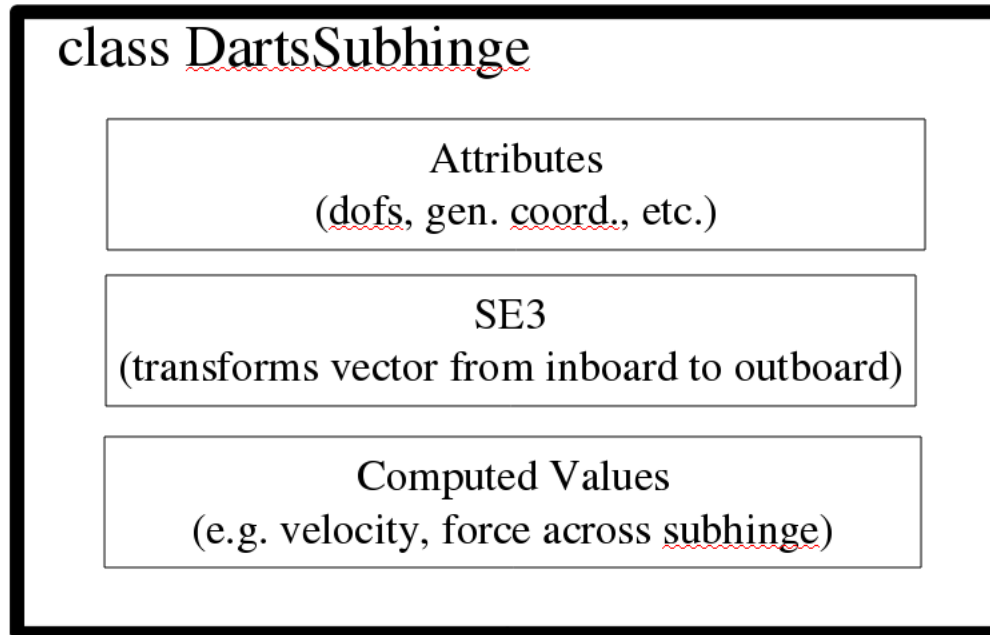 class DartsSubhinge
Attributes
(dofs, gen. coord., etc.)
SE3
(transforms vector from inboard to outboard)
Computed Values
(e.g. velocity, force across subhinge)